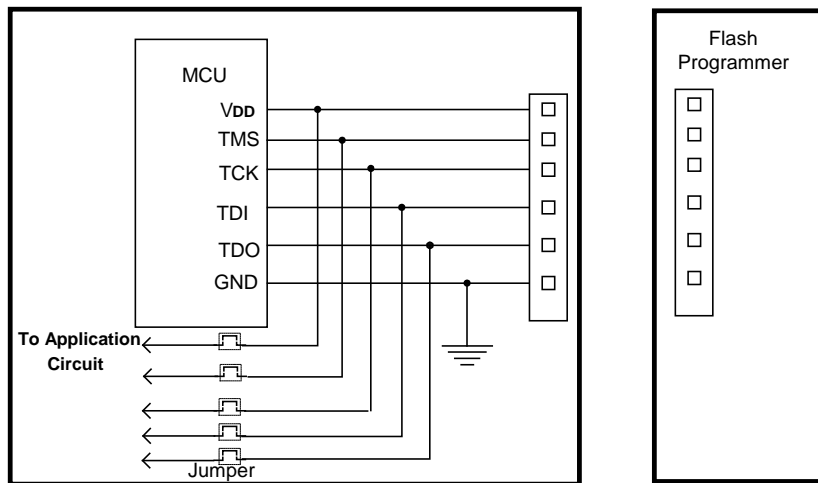 MCU
VDD
TMS
TCK
TDI
TDO
GND
To Application
Circuit
Jumper
Flash
Programmer